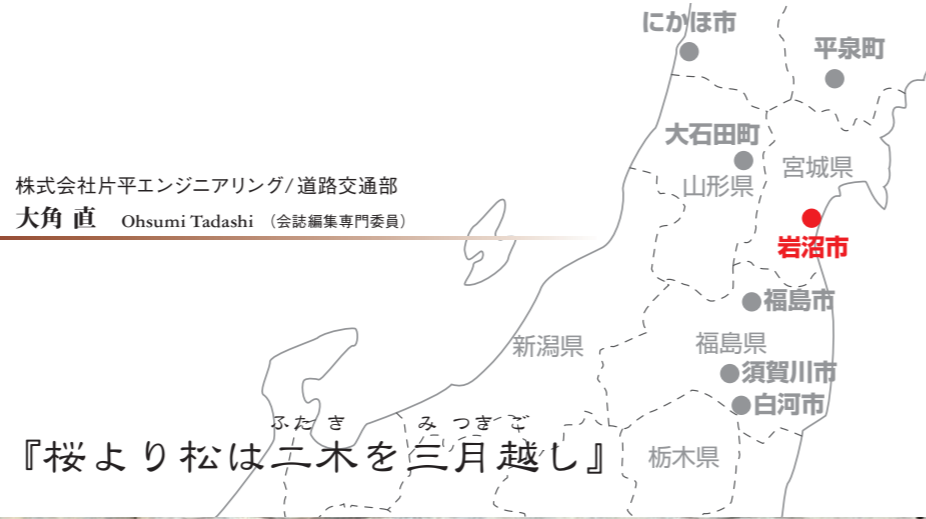 にかほ市
平泉町
大石田町
宮城県
山形県
株式会社片平エンジニアリング/道路交通部
大角 直 Ohsumi Tadashi （会誌編集専門委員）
岩沼市
福島市
新潟県
福島県
須賀川市
白河市
ふたき みつきご
『桜より松は二木を三月越し』
栃木県